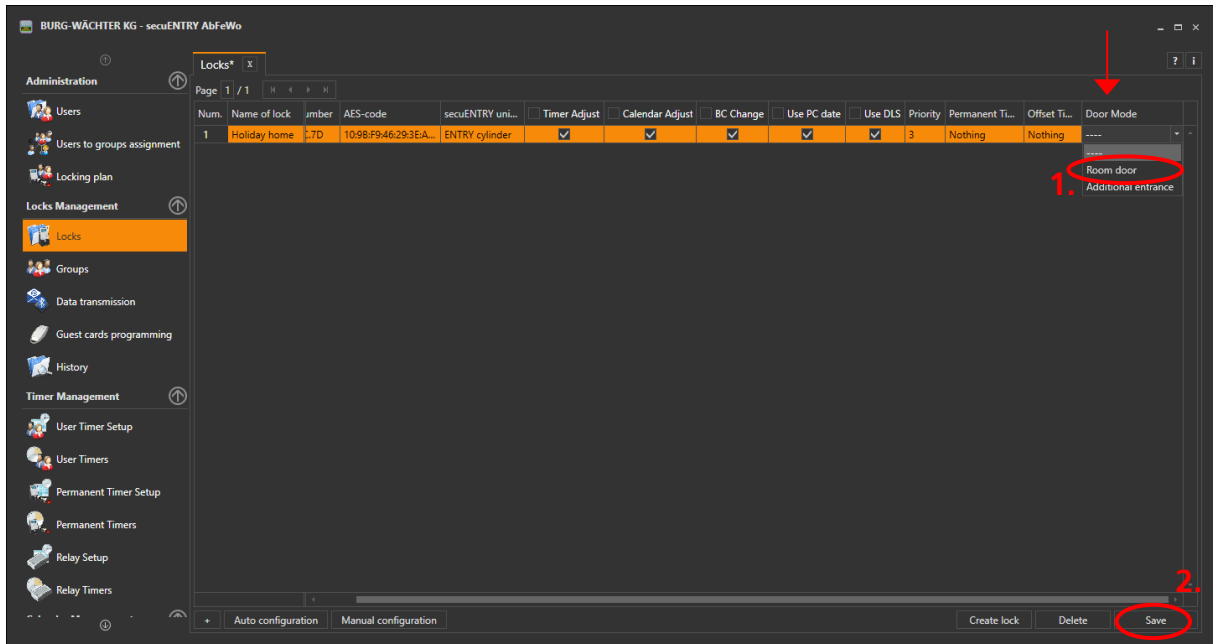 BURG-WÄCHTER KG - secuENTRY AbFeWo
Administration
Users
Users to groups assignment
Locking plan
Locks Management
Locks
Groups
Data transmission
Guest cards programming
History
Timer Management
User Timer Setup
User Timers
Permanent Timer Setup
Permanent Timers
Relay Setup
Relay Timers
Locks* X
? i
Page 1 / 1
Num. Name of lock umber AES-code secuENTRY uni... Timer Adjust Calendar Adjust BC Change Use PC date Use DLS Priority Permanent Ti... Offset Ti... Door Mode
1 Holiday home C:7D 10:9B:F9:46:29:3E:A... ENTRY cylinder 3 Nothing Nothing ----
----
1. Room door
Additional entrance
2.
+ Auto configuration Manual configuration Create lock Delete Save